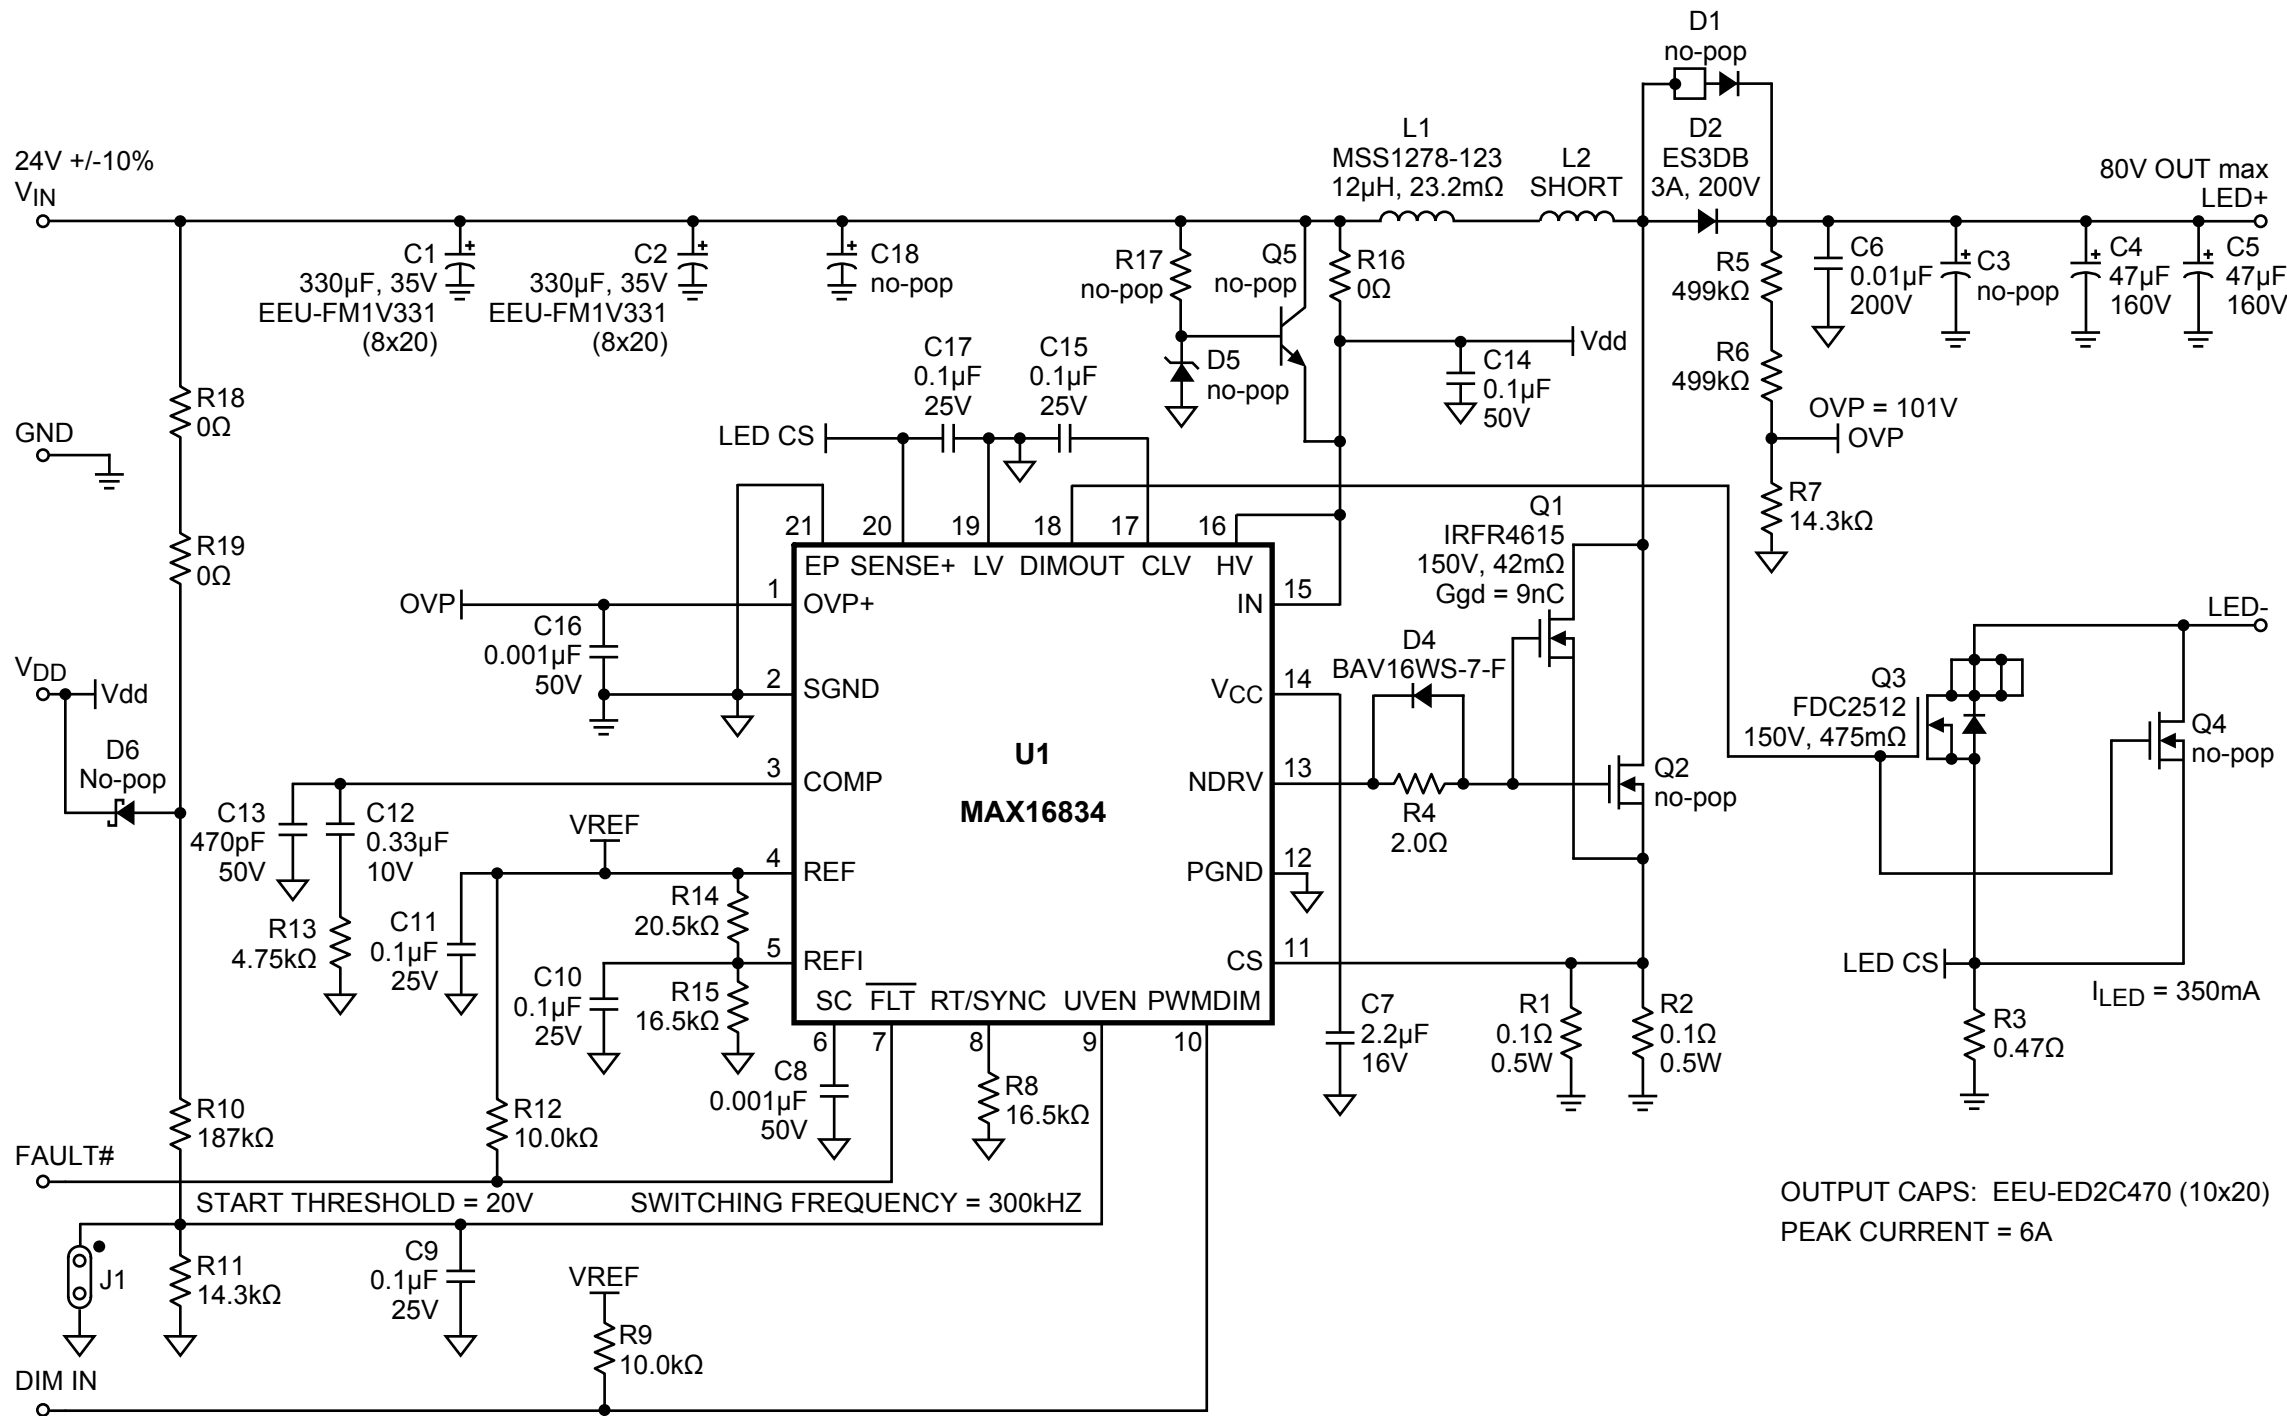 D1
no-pop
24V +/-10%
VIN
L1
MSS1278-123
12µH, 23.2mΩ
L2
SHORT
D2
ES3DB
3A, 200V
80V OUT max
LED+
C1
330µF, 35V
EEU-FM1V331
(8x20)
C2
330µF, 35V
EEU-FM1V331
(8x20)
C18
no-pop
R17
no-pop
Q5
no-pop
R16
0Ω
R5
499kΩ
C6
0.01µF
200V
C3
no-pop
C4
47µF
160V
C5
47µF
160V
C17
0.1µF
25V
C15
0.1µF
25V
D5
no-pop
C14
0.1µF
50V
Vdd
R6
499kΩ
OVP = 101V
OVP
R18
0Ω
GND
LED CS
R7
14.3kΩ
R19
0Ω
21
20
19
18
17
16
EP
SENSE+
LV
DIMOUT
CLV
HV
Q1
IRFR4615
150V, 42mΩ
Ggd = 9nC
OVP
1
OVP+
IN
15
C16
0.001µF
50V
LED-
D4
BAV16WS-7-F
VDD
Vdd
2
SGND
VCC
14
Q3
FDC2512
150V, 475mΩ
Q4
no-pop
D6
No-pop
U1
MAX16834
3
COMP
NDRV
13
R4
2.0Ω
Q2
no-pop
C13
470pF
50V
C12
0.33µF
10V
VREF
4
REF
PGND
12
R13
4.75kΩ
C11
0.1µF
25V
R14
20.5kΩ
5
REFI
CS
11
LED CS
ILED = 350mA
C10
0.1µF
25V
R15
16.5kΩ
SC
FLT
RT/SYNC
UVEN
PWMDIM
6
7
8
9
10
C7
2.2µF
16V
R1
0.1Ω
0.5W
R2
0.1Ω
0.5W
R3
0.47Ω
C8
0.001µF
50V
R8
16.5kΩ
R10
187kΩ
R12
10.0kΩ
FAULT#
START THRESHOLD = 20V
SWITCHING FREQUENCY = 300kHZ
OUTPUT CAPS: EEU-ED2C470 (10x20)
PEAK CURRENT = 6A
J1
R11
14.3kΩ
C9
0.1µF
25V
VREF
R9
10.0kΩ
DIM IN